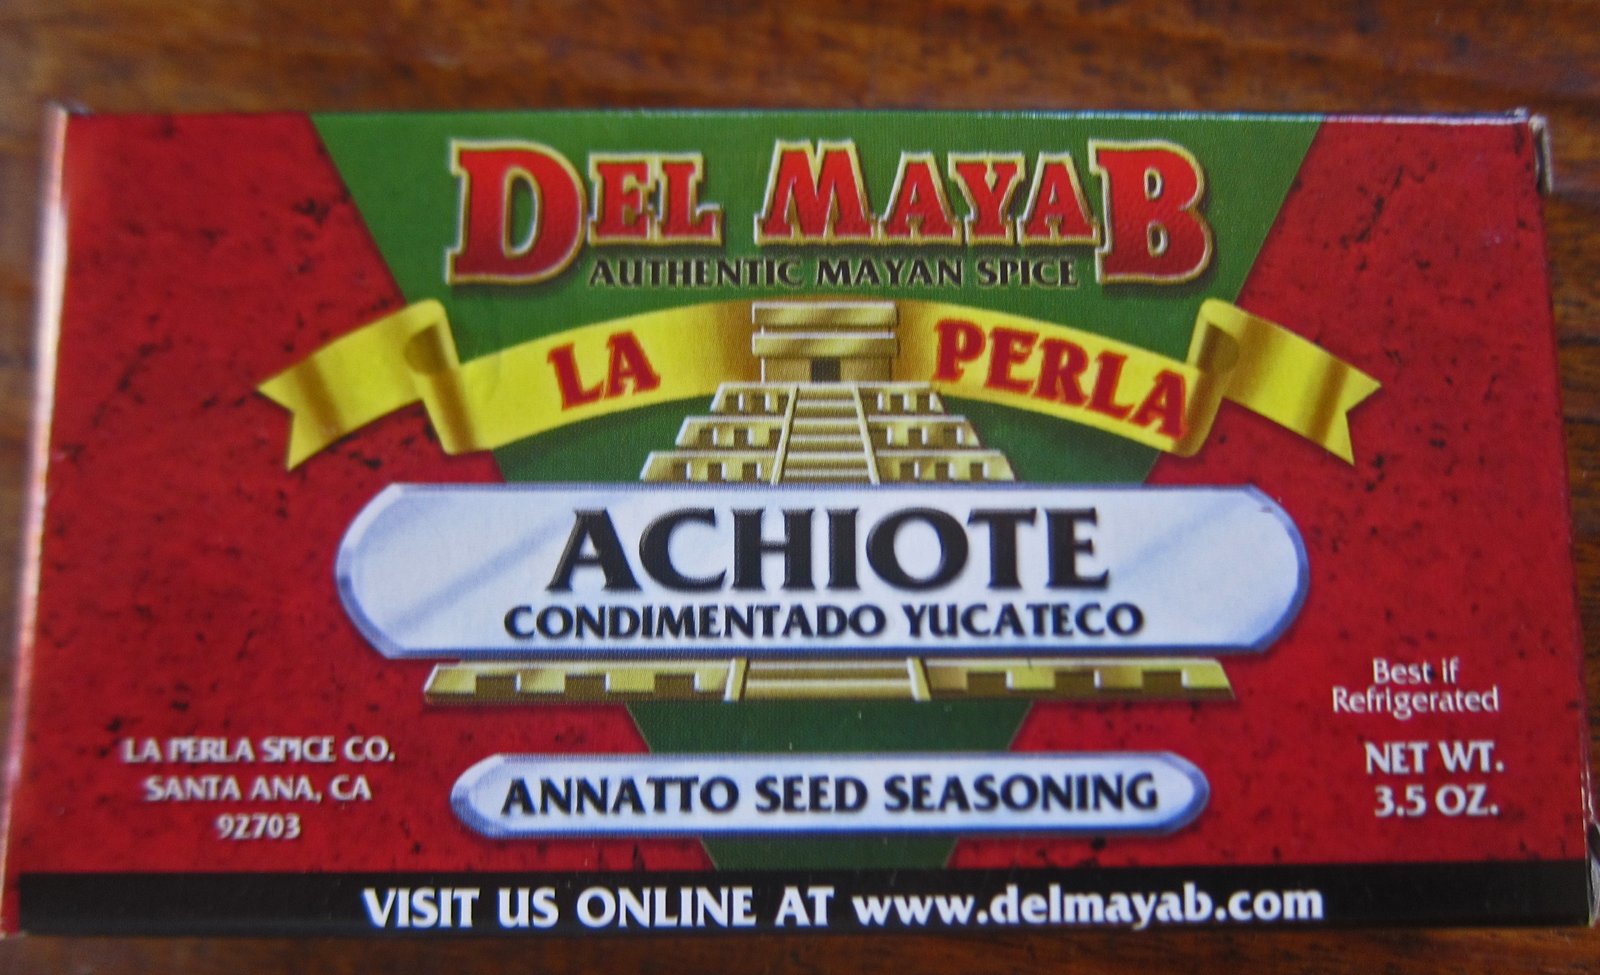 DEL MAYAB
AUTHENTIC MAYAN SPICE
LA PERLA
ACHIOTE
CONDIMENTADO YUCATECO
Best if
Refrigerated
LA PERLA SPICE CO.
SANTA ANA, CA
92703
NET WT.
3.5 OZ.
ANNATTO SEED SEASONING
VISIT US ONLINE AT www.delmayab.com